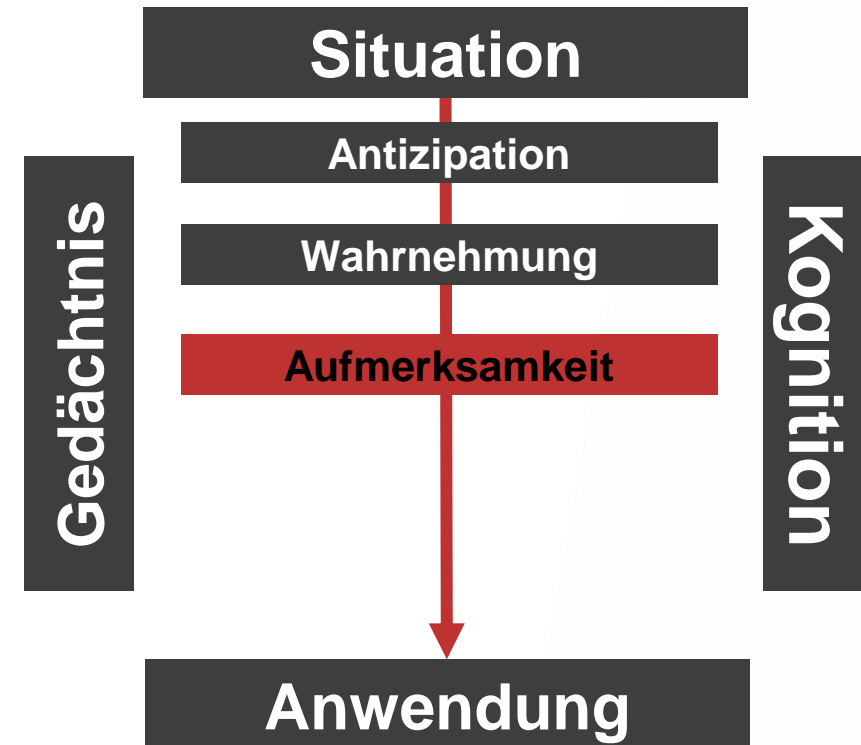 Situation
Antizipation
Wahrnehmung
Aufmerksamkeit
Gedächtnis
Kognition
Anwendung